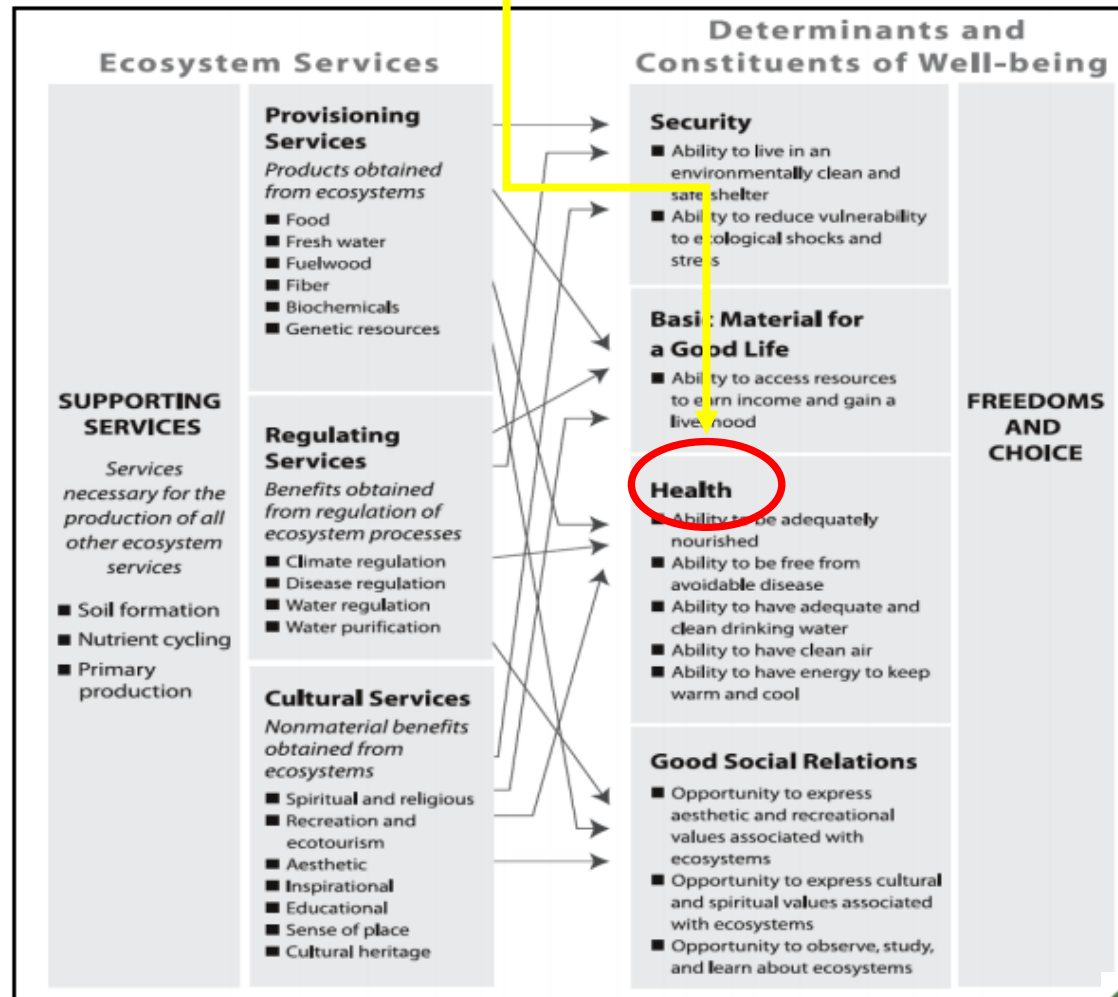 Ecosystem Services
Determinants and
Constituents of Well-being
SUPPORTING
SERVICES
Services
necessary for the
production of all
other ecosystem
services
■ Soil formation
■ Nutrient cycling
■ Primary
production
Provisioning
Services
Products obtained
from ecosystems
■ Food
■ Fresh water
■ Fuelwood
■ Fiber
■ Biochemicals
■ Genetic resources
Regulating
Services
Benefits obtained
from regulation of
ecosystem processes
■ Climate regulation
■ Disease regulation
■ Water regulation
■ Water purification
Cultural Services
Nonmaterial benefits
obtained from
ecosystems
■ Spiritual and religious
■ Recreation and
ecotourism
■ Aesthetic
■ Inspirational
■ Educational
■ Sense of place
■ Cultural heritage
Security
■ Ability to live in an
environmentally clean and
safe shelter
■ Ability to reduce vulnerability
to ecological shocks and
stress
Basic Material for
a Good Life
■ Ability to access resources
to earn income and gain a
livelihood
Health
■ Ability to be adequately
nourished
■ Ability to be free from
avoidable disease
■ Ability to have adequate and
clean drinking water
■ Ability to have clean air
■ Ability to have energy to keep
warm and cool
Good Social Relations
■ Opportunity to express
aesthetic and recreational
values associated with
ecosystems
■ Opportunity to express cultural
and spiritual values associated
with ecosystems
■ Opportunity to observe, study,
and learn about ecosystems
FREEDOMS
AND
CHOICE